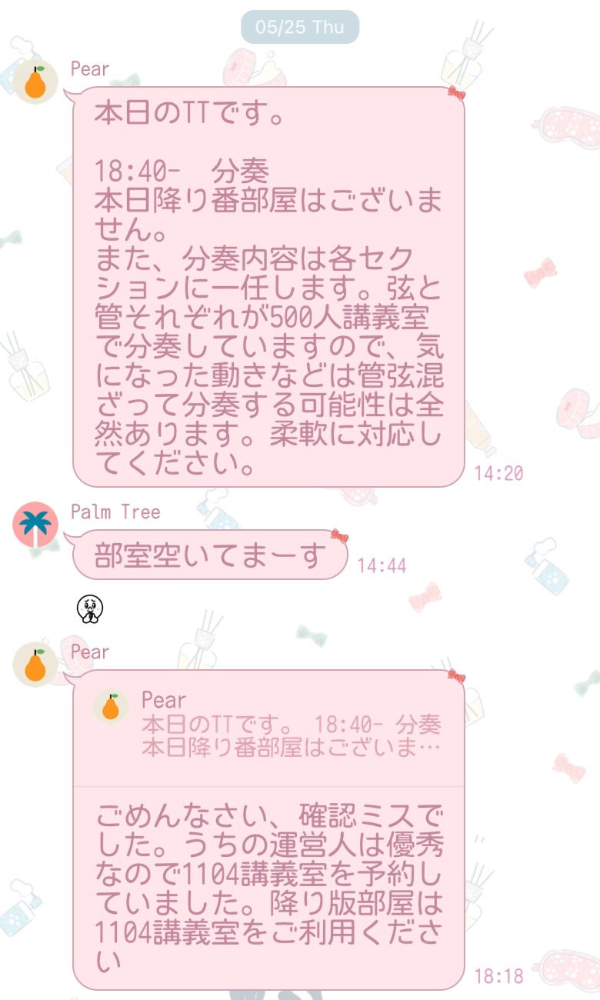 05/25 Thu
Pear
本日のTTです。
18:40-　分奏
本日降り番部屋はございま
せん。
また、分奏内容は各セク
ションに一任します。弦と
管それぞれが500人講義室
で分奏していますので、気
になった動きなどは管弦混
ざって分奏する可能性は全
然あります。柔軟に対応し
てください。
14:20
Palm Tree
部室空いてまーす
14:44
Pear
Pear
本日のTTです。 18:40- 分奏
本日降り番部屋はございま…
ごめんなさい、確認ミスで
した。うちの運営人は優秀
なので1104講義室を予約し
ていました。降り版部屋は
1104講義室をご利用くださ
い
18:18